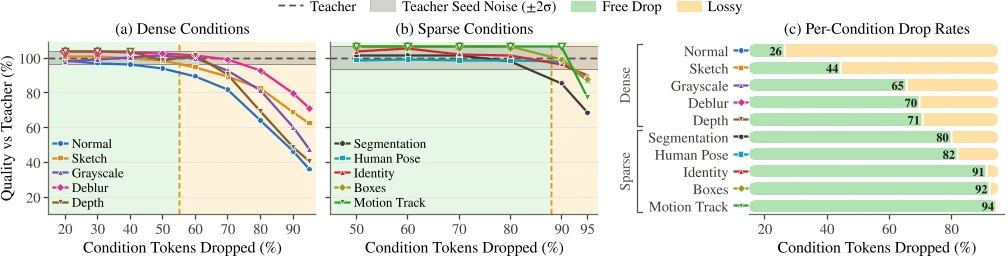 Teacher Teacher Seed Noise (±2σ) Free Drop Lossy
(a) Dense Conditions
Quality vs Teacher (%)
100
80
60
40
20
Normal
Sketch
Grayscale
Deblur
Depth
20 30 40 50 60 70 80 90
Condition Tokens Dropped (%)
(b) Sparse Conditions
Segmentation
Human Pose
Identity
Boxes
Motion Track
50 60 70 80 90 95
Condition Tokens Dropped (%)
(c) Per-Condition Drop Rates
Dense
Normal 26
Sketch 44
Grayscale 65
Deblur 70
Depth 71
Sparse
Segmentation 80
Human Pose 82
Identity 91
Boxes 92
Motion Track 94
20 40 60 80
Condition Tokens Dropped (%)